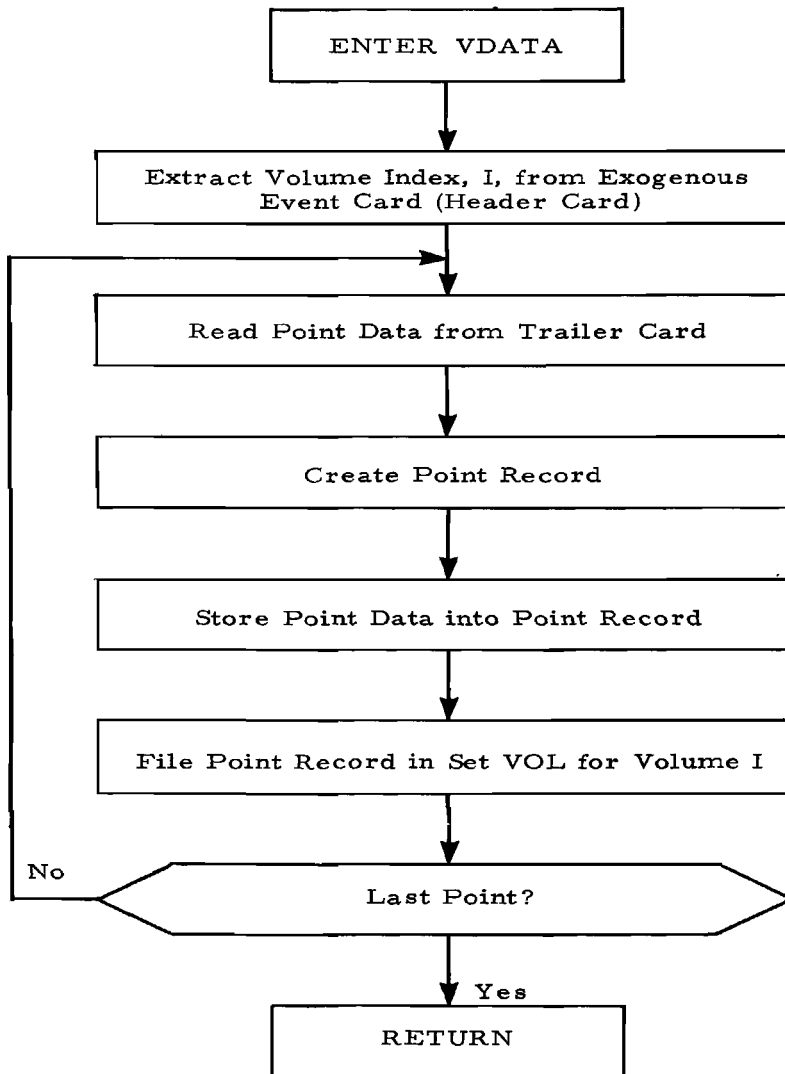 ENTER VDATA
Extract Volume Index, I, from Exogenous
Event Card (Header Card)
Read Point Data from Trailer Card
Create Point Record
Store Point Data into Point Record
File Point Record in Set VOL for Volume I
No
Last Point?
Yes
RETURN